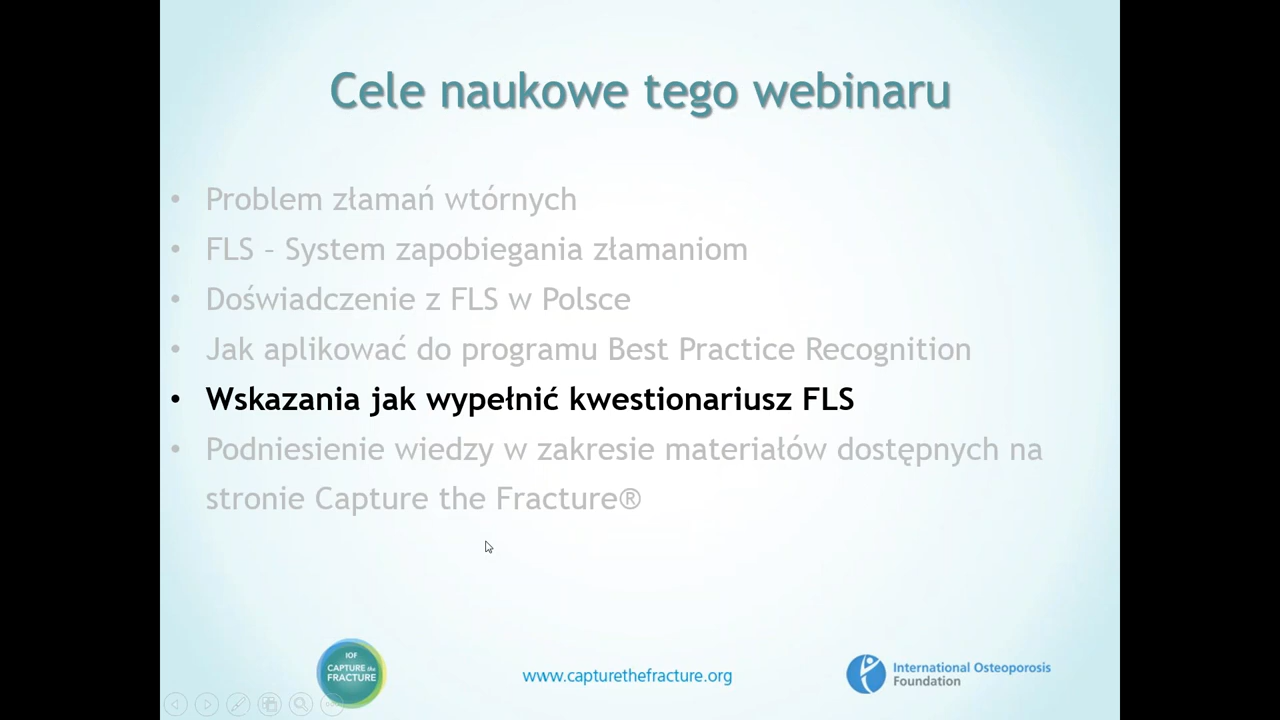 Cele naukowe tego webinaru
• Problem złamań wtórnych
• FLS – System zapobiegania złamaniom
• Doświadczenie z FLS w Polsce
• Jak aplikować do programu Best Practice Recognition
• Wskazania jak wypełnić kwestionariusz FLS
• Podniesienie wiedzy w zakresie materiałów dostępnych na
stronie Capture the Fracture®
IOF
CAPTURE the
FRACTURE
www.capturethefracture.org
International Osteoporosis
Foundation